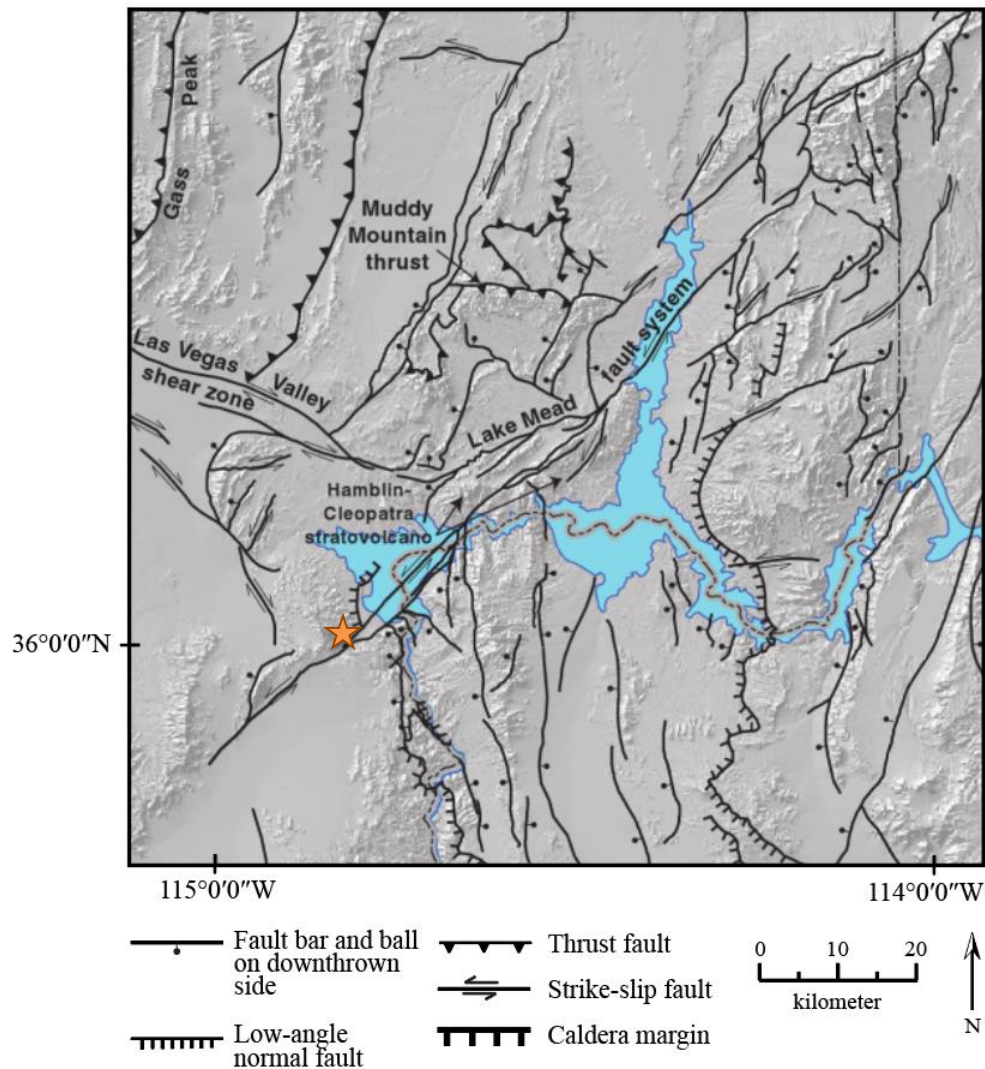 Gass Peak
Muddy
Mountain
thrust
Las Vegas Valley
shear zone
Lake Mead fault system
Hamblin-
Cleopatra
stratovolcano
36°0'0"N
115°0'0"W
114°0'0"W
Fault bar and ball
on downthrown
side
Low-angle
normal fault
Thrust fault
Strike-slip fault
Caldera margin
0 10 20
kilometer
N